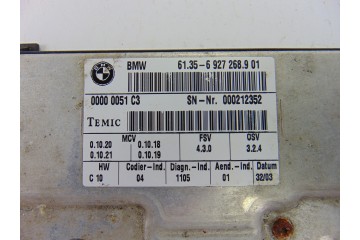 BMW 61.35-6 927 268.9 01
0000 0051 C3 SN-Nr. 000212352
TEMIC MCV FSV OSV
0.10.20 0.10.18 4.3.0 3.2.4
0.10.21 0.10.19
HW Codier-Ind. Diagn.-Ind. Aend.-Ind. Datum
C 10 04 1105 01 32/03